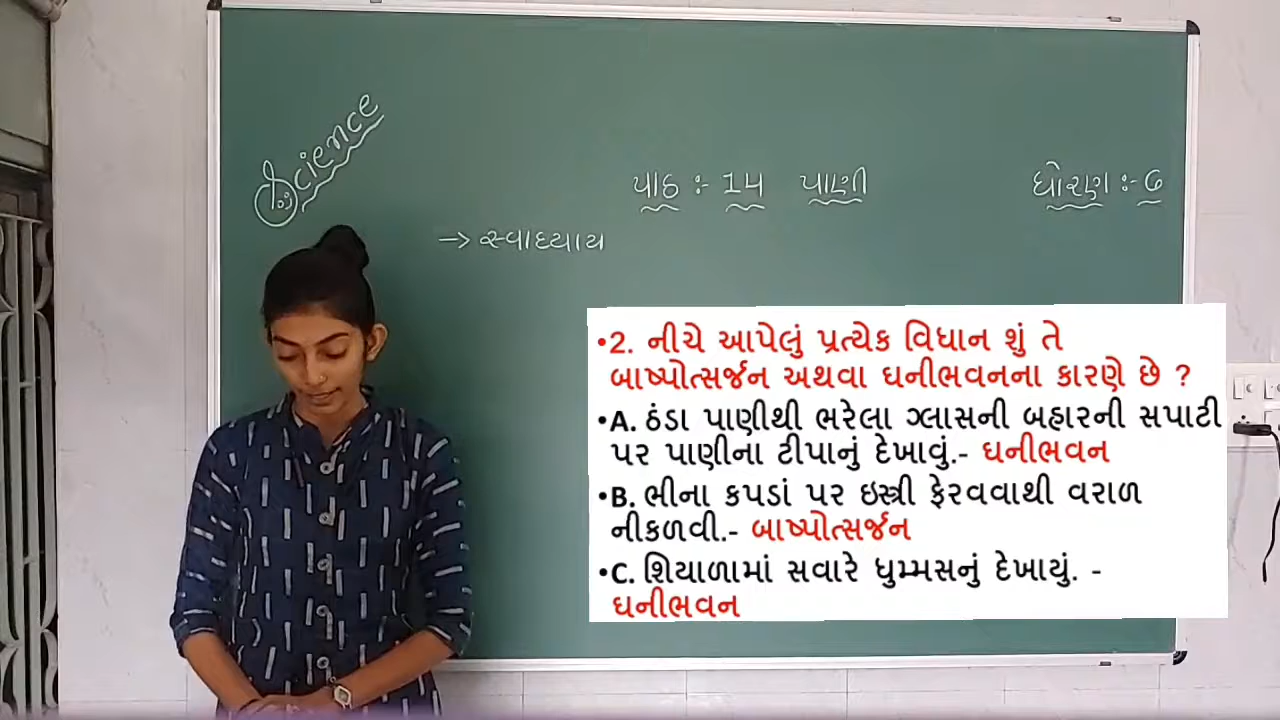 Science
પાઠ :- 14 પાણી
ધોરણ :- 6
→ સ્વાધ્યાય
•2. નીચે આપેલું પ્રત્યેક વિધાન શું તે
બાષ્પોત્સર્જન અથવા ઘનીભવનના કારણે છે ?
•A. ઠંડા પાણીથી ભરેલા ગ્લાસની બહારની સપાટી
પર પાણીના ટીપાનું દેખાવું.- ઘનીભવન
•B. ભીના કપડાં પર ઇસ્ત્રી ફેરવવાથી વરાળ
નીકળવી.- બાષ્પોત્સર્જન
•C. શિયાળામાં સવારે ધુમ્મસનું દેખાયું. -
ઘનીભવન